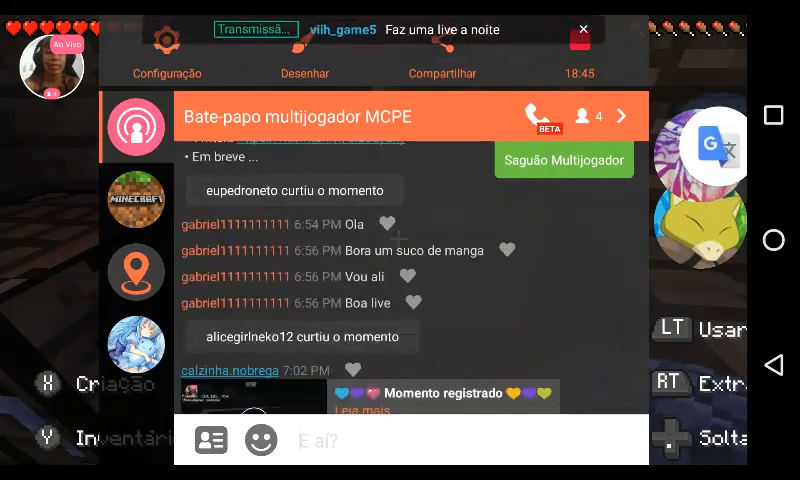 Transmissã... viih_game5 Faz uma live a noite
Ao Vivo
4
Configuração Desenhar Compartilhar 18:45
Bate-papo multijogador MCPE
BETA
4
• Em breve ...
Saguão Multijogador
MINECRAFT
eupedroneto curtiu o momento
gabriel1111111111 6:54 PM Ola
gabriel1111111111 6:56 PM Bora um suco de manga
gabriel1111111111 6:56 PM Vou ali
gabriel1111111111 6:56 PM Boa live
alicegirlneko12 curtiu o momento
calzinha.nobrega 7:02 PM
Momento registrado
Leia mais
E aí?
X Criação
Y Inventári
LT Usar
RT Extr
Solta
G